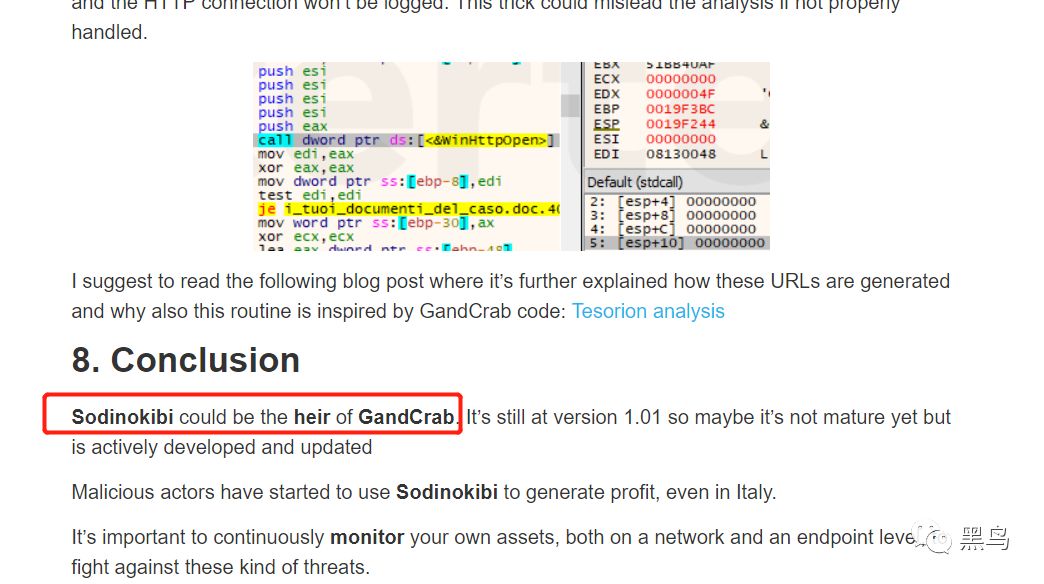 and the HTTP connection won't be logged. This trick could mislead the analysis if not properly
handled.
push esi
push esi
push esi
push esi
push eax
call dword ptr ds:[<&WinHttpOpen>]
mov edi,eax
xor eax,eax
mov dword ptr ss:[ebp-8],edi
test edi,edi
je i_tuoi_documenti_del_caso.doc.40
mov word ptr ss:[ebp-30],ax
xor ecx,ecx
lea eax dword ptr ss:[ebp-48]
EBX 51BB40AF
ECX 00000000
EDX 0000004F
EBP 0019F3BC
ESP 0019F244 &
ESI 00000000
EDI 08130048 L
Default (stdcall)
2: [esp+4] 00000000
3: [esp+8] 00000000
4: [esp+C] 00000000
5: [esp+10] 00000000
I suggest to read the following blog post where it's further explained how these URLs are generated
and why also this routine is inspired by GandCrab code: Tesorion analysis
8. Conclusion
Sodinokibi could be the heir of GandCrab. It's still at version 1.01 so maybe it's not mature yet but
is actively developed and updated
Malicious actors have started to use Sodinokibi to generate profit, even in Italy.
It's important to continuously monitor your own assets, both on a network and an endpoint level to
fight against these kind of threats.
黑鸟